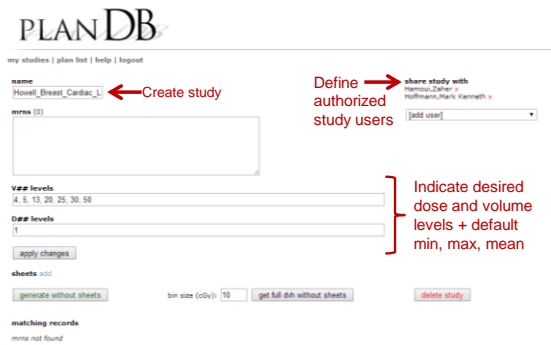 PLANDB
my studies | plan list | help | logout
name
Howell_Breast_Cardiac_L
Create study
Define authorized study users
share study with
Hamoui,Zaher x
Hoffmann,Mark Kenneth x
[add user]
mrns (0)
V## levels
4, 5, 13, 20, 25, 30, 50
D## levels
1
Indicate desired
dose and volume
levels + default
min, max, mean
apply changes
sheets add
generate without sheets
bin size (cGy): 10
get full dvh without sheets
delete study
matching records
mrns not found